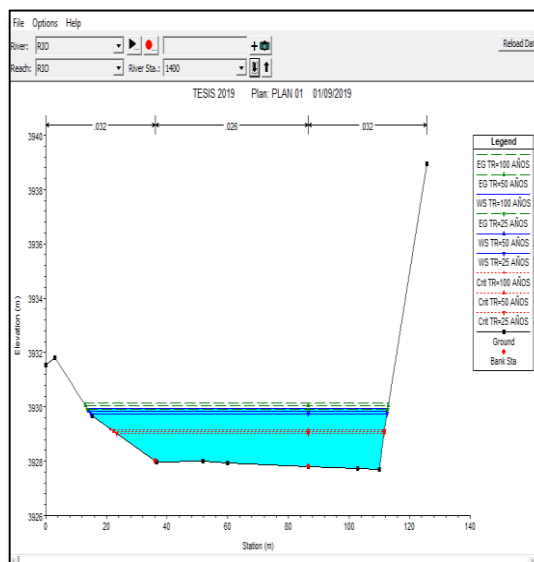 File Options Help
River: RIO
Reload Dat
Reach: RIO River Sta.: 1400
TESIS 2019 Plan: PLAN 01 01/09/2019
.032 .026 .032
3940
3938
3936
3934
3932
3930
3928
3926
Elevation (m)
0 20 40 60 80 100 120 140
Station (m)
Legend
EG TR=100 AÑOS
EG TR=50 AÑOS
WS TR=100 AÑOS
EG TR=25 AÑOS
WS TR=50 AÑOS
WS TR=25 AÑOS
Crit TR=100 AÑOS
Crit TR=50 AÑOS
Crit TR=25 AÑOS
Ground
Bank Sta